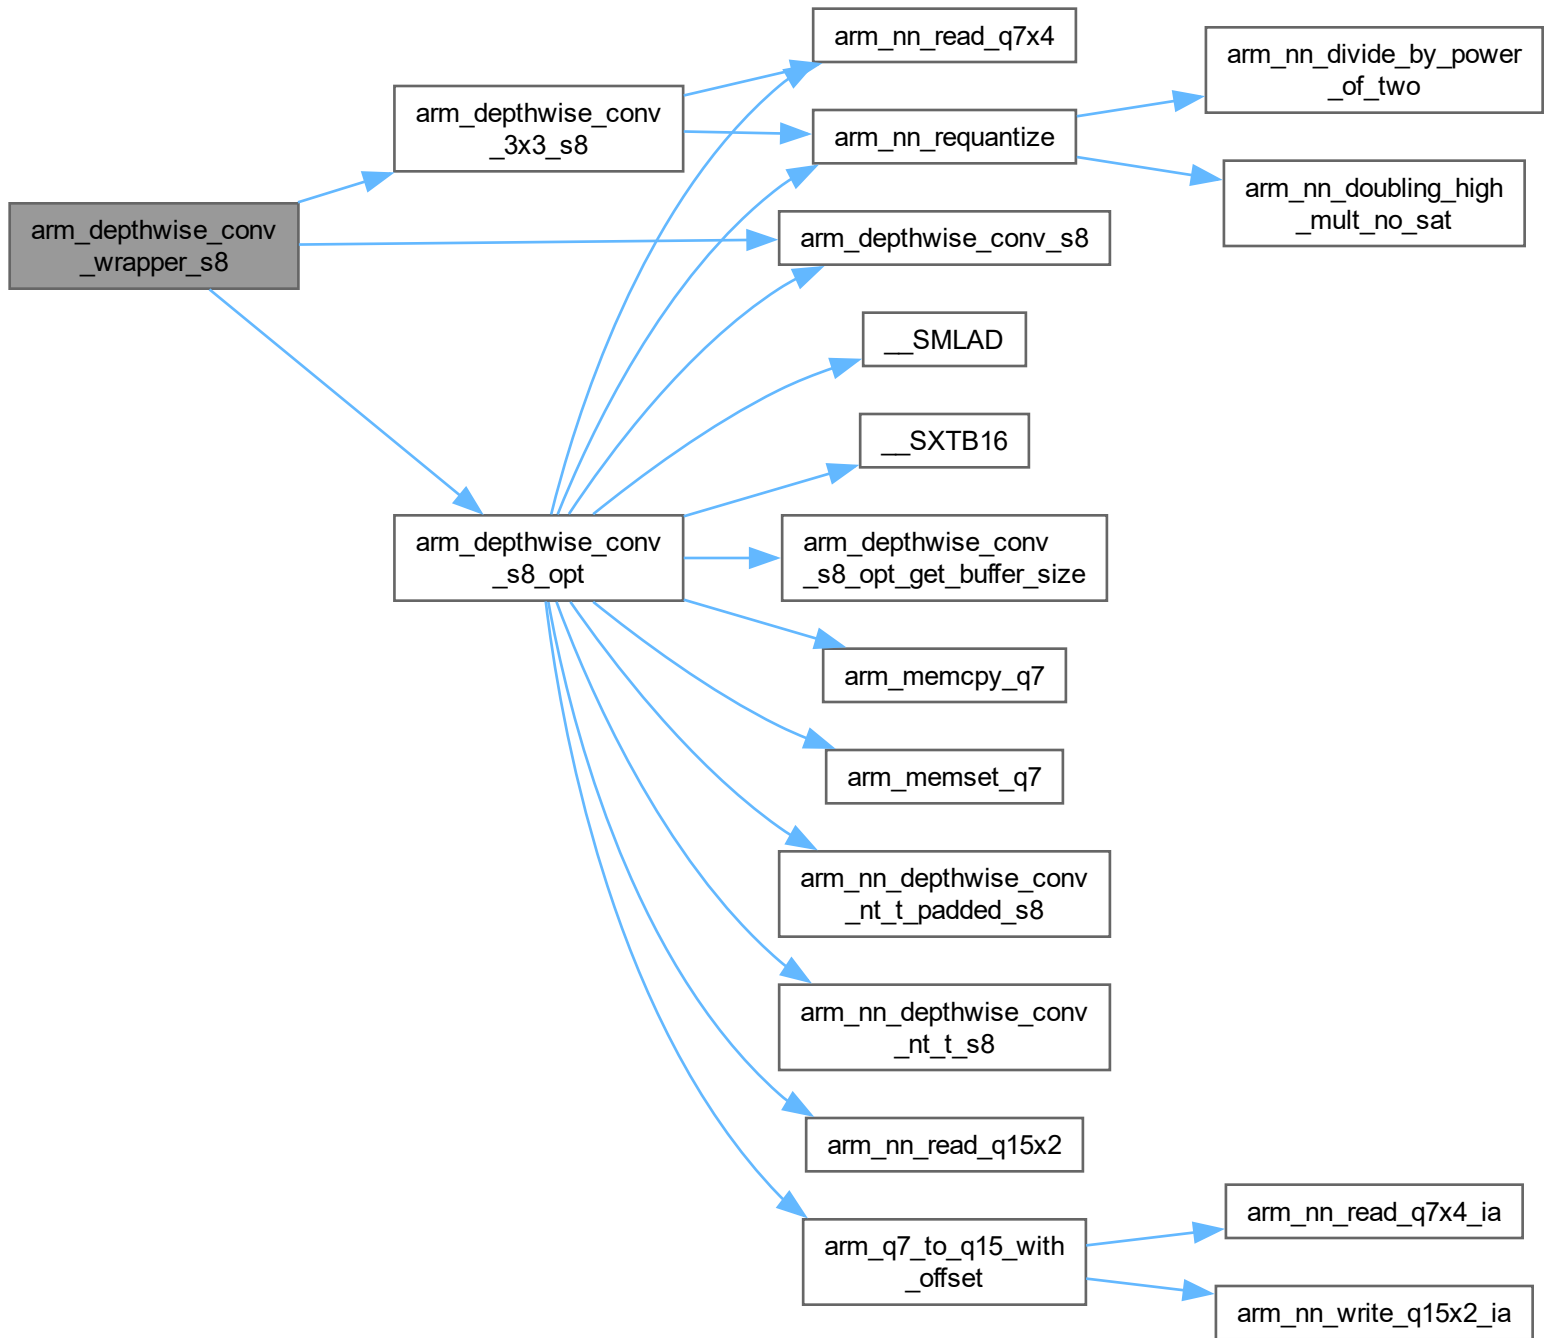 arm_depthwise_conv
_wrapper_s8
arm_depthwise_conv
_3x3_s8
arm_depthwise_conv
_s8_opt
arm_nn_read_q7x4
arm_nn_requantize
arm_depthwise_conv_s8
__SMLAD
__SXTB16
arm_depthwise_conv
_s8_opt_get_buffer_size
arm_memcpy_q7
arm_memset_q7
arm_nn_depthwise_conv
_nt_t_padded_s8
arm_nn_depthwise_conv
_nt_t_s8
arm_nn_read_q15x2
arm_q7_to_q15_with
_offset
arm_nn_divide_by_power
_of_two
arm_nn_doubling_high
_mult_no_sat
arm_nn_read_q7x4_ia
arm_nn_write_q15x2_ia